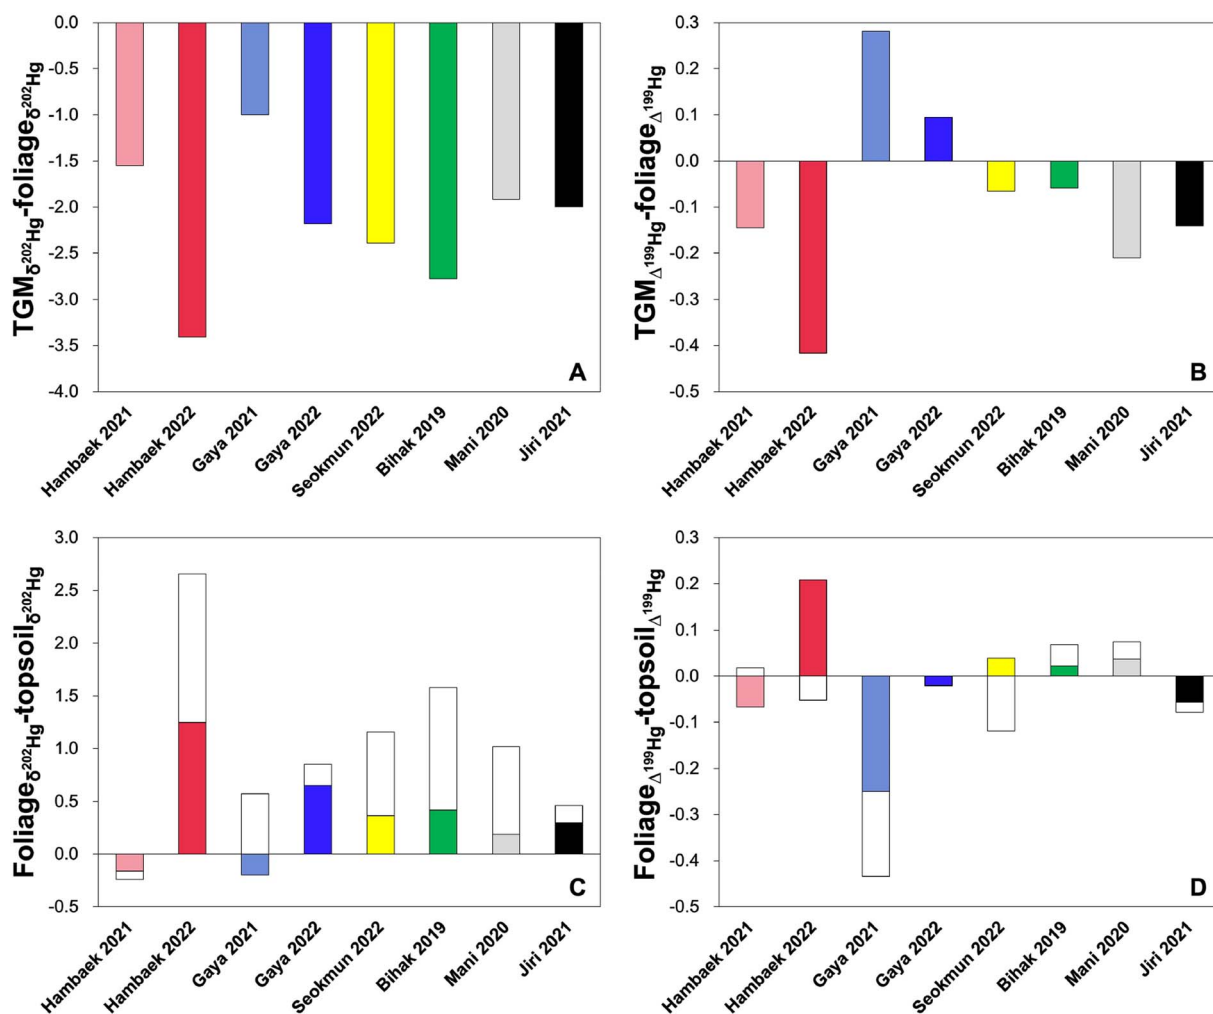 TGMδ²⁰²Hg-foliageδ²⁰²Hg
0.0
-0.5
-1.0
-1.5
-2.0
-2.5
-3.0
-3.5
-4.0
A
Hambaek 2021
Hambaek 2022
Gaya 2021
Gaya 2022
Seokmun 2022
Bihak 2019
Mani 2020
Jiri 2021
TGMΔ¹⁹⁹Hg-foliageΔ¹⁹⁹Hg
0.3
0.2
0.1
0.0
-0.1
-0.2
-0.3
-0.4
-0.5
B
Hambaek 2021
Hambaek 2022
Gaya 2021
Gaya 2022
Seokmun 2022
Bihak 2019
Mani 2020
Jiri 2021
Foliageδ²⁰²Hg-topsoilδ²⁰²Hg
3.0
2.5
2.0
1.5
1.0
0.5
0.0
-0.5
C
Hambaek 2021
Hambaek 2022
Gaya 2021
Gaya 2022
Seokmun 2022
Bihak 2019
Mani 2020
Jiri 2021
FoliageΔ¹⁹⁹Hg-topsoilΔ¹⁹⁹Hg
0.3
0.2
0.1
0.0
-0.1
-0.2
-0.3
-0.4
-0.5
D
Hambaek 2021
Hambaek 2022
Gaya 2021
Gaya 2022
Seokmun 2022
Bihak 2019
Mani 2020
Jiri 2021